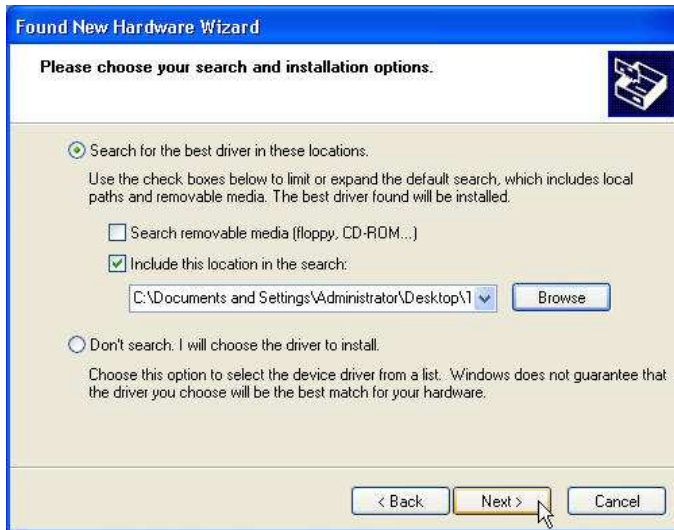 Found New Hardware Wizard
Please choose your search and installation options.
Search for the best driver in these locations.
Use the check boxes below to limit or expand the default search, which includes local
paths and removable media. The best driver found will be installed.
Search removable media (floppy, CD-ROM...)
Include this location in the search:
C:\Documents and Settings\Administrator\Desktop\1
Browse
Don't search. I will choose the driver to install.
Choose this option to select the device driver from a list. Windows does not guarantee that
the driver you choose will be the best match for your hardware.
< Back
Next >
Cancel